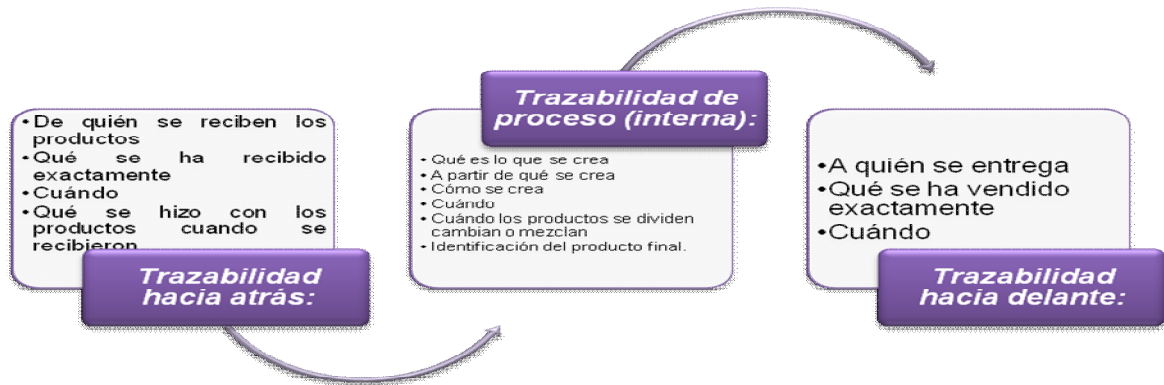 •De quién se reciben los
productos
•Qué se ha recibido
exactamente
•Cuándo
•Qué se hizo con los
productos cuando se
recibieron
Trazabilidad
hacia atrás:
Trazabilidad de
proceso (interna):
• Qué es lo que se crea
• A partir de qué se crea
• Cómo se crea
• Cuándo
• Cuándo los productos se dividen
cambian o mezclan
• Identificación del producto final.
•A quién se entrega
•Qué se ha vendido
exactamente
•Cuándo
Trazabilidad
hacia delante: